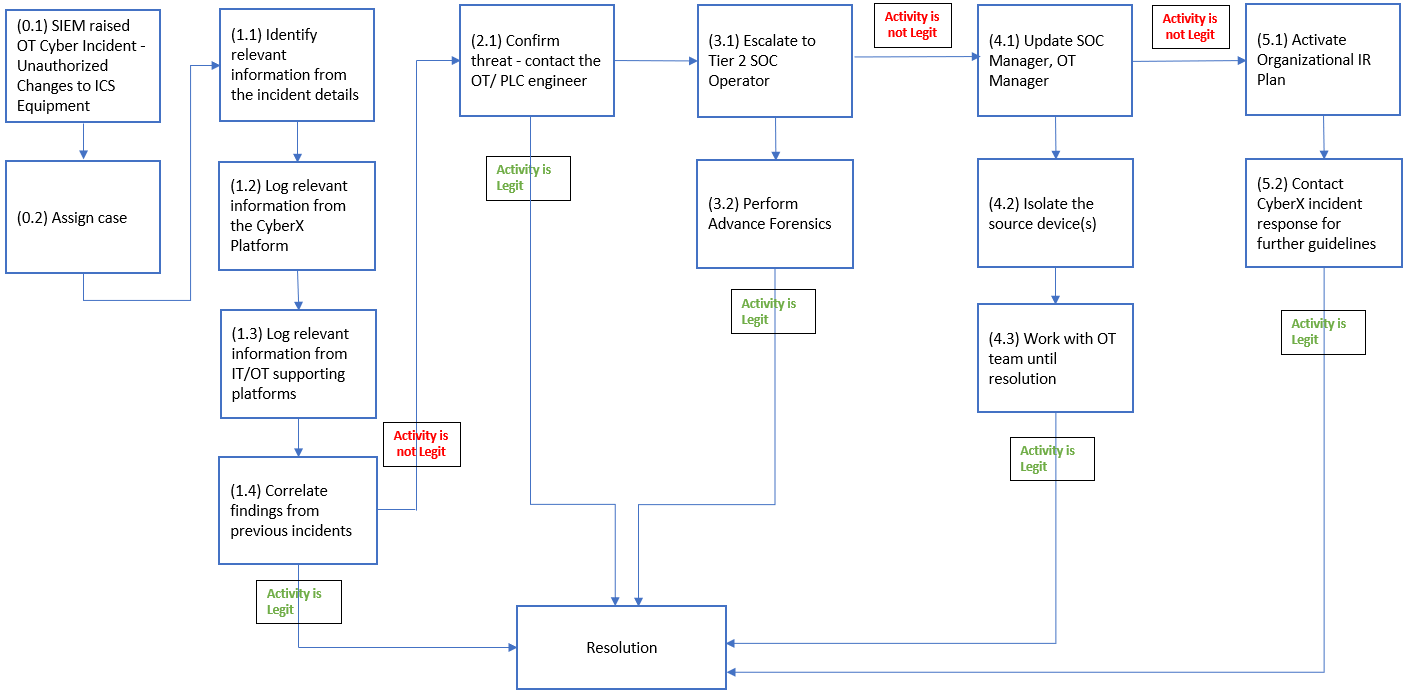 (0.1) SIEM raised
OT Cyber Incident -
Unauthorized
Changes to ICS
Equipment
(0.2) Assign case
(1.1) Identify
relevant
information from
the incident details
(1.2) Log relevant
information from
the CyberX
Platform
(1.3) Log relevant
information from
IT/OT supporting
platforms
(1.4) Correlate
findings from
previous incidents
Activity is
Legit
Activity is
not Legit
(2.1) Confirm
threat - contact the
OT/ PLC engineer
Activity is
Legit
(3.1) Escalate to
Tier 2 SOC
Operator
(3.2) Perform
Advance Forensics
Activity is
Legit
Activity is
not Legit
(4.1) Update SOC
Manager, OT
Manager
(4.2) Isolate the
source device(s)
(4.3) Work with OT
team until
resolution
Activity is
Legit
Activity is
not Legit
(5.1) Activate
Organizational IR
Plan
(5.2) Contact
CyberX incident
response for
further guidelines
Activity is
Legit
Resolution